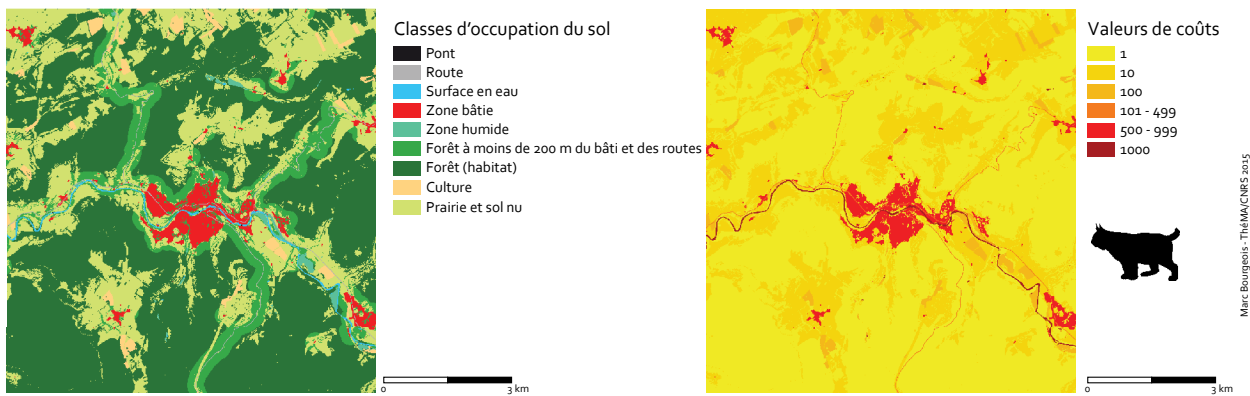 Classes d'occupation du sol
Pont
Route
Surface en eau
Zone bâtie
Zone humide
Forêt à moins de 200 m du bâti et des routes
Forêt (habitat)
Culture
Prairie et sol nu
0 3 km
Valeurs de coûts
1
10
100
101 - 499
500 - 999
1000
0 3 km
Marc Bourgeois - ThéMA/CNRS 2015